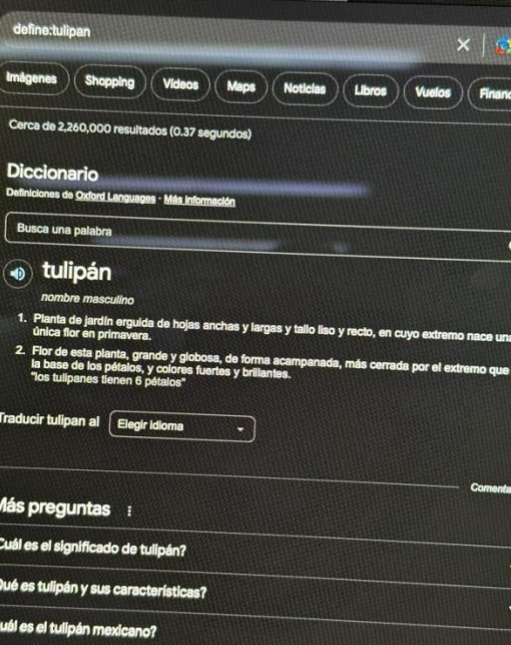 define:tulipan
Imágenes Shopping Videos Maps Noticias Libros Vuelos
Cerca de 2,260,000 resultados (0.37 segundos)
Diccionario
Definiciones de Oxford Languages · Más información
Busca una palabra
tulipán
nombre masculino
1. Planta de jardín erguida de hojas anchas y largas y tallo liso y recto, en cuyo extremo nace
única flor en primavera.
2. Flor de esta planta, grande y globosa, de forma acampanada, más cerrada por el extremo que
la base de los pétalos, y colores fuertes y brillantes.
"los tulipanes tienen 6 pétalos"
Traducir tulipan al Elegir idioma
Más preguntas
Cuál es el significado de tulipán?
Qué es tulipán y sus características?
uál es el tulipán mexicano?